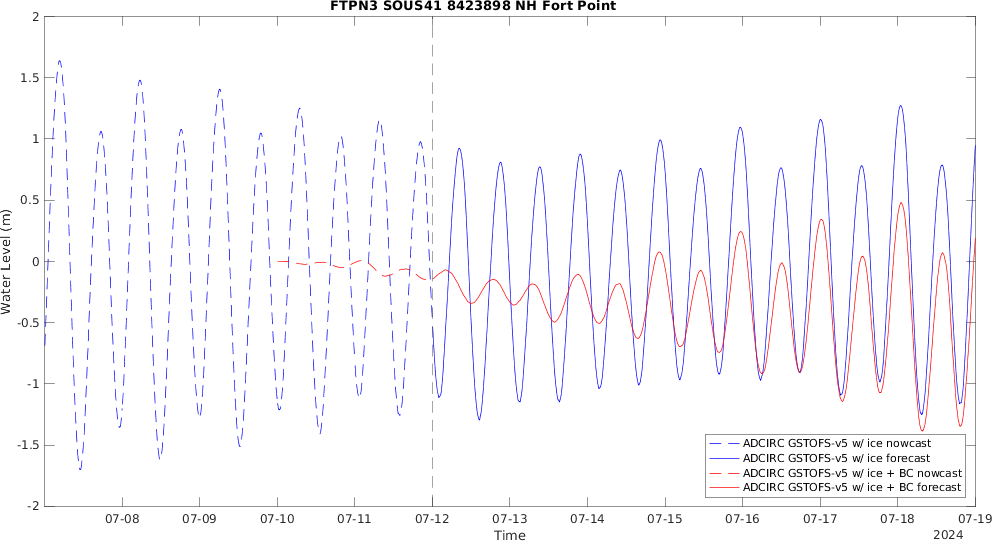 FTPN3 SOUS41 8423898 NH Fort Point
Water Level (m)
2
1.5
1
0.5
0
-0.5
-1
-1.5
-2
07-08 07-09 07-10 07-11 07-12 07-13 07-14 07-15 07-16 07-17 07-18 07-19
Time
2024
ADCIRC GSTOFS-v5 w/ ice nowcast
ADCIRC GSTOFS-v5 w/ ice forecast
ADCIRC GSTOFS-v5 w/ ice + BC nowcast
ADCIRC GSTOFS-v5 w/ ice + BC forecast